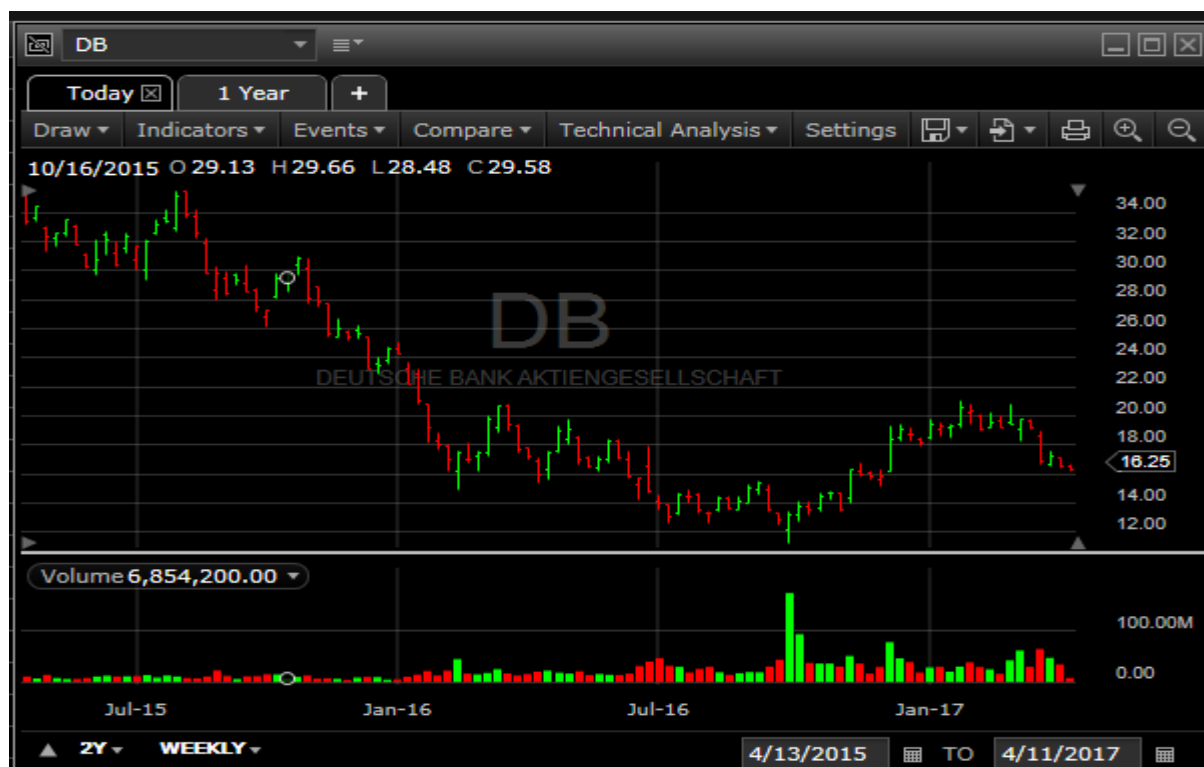 DB
Today 1 Year +
Draw Indicators Events Compare Technical Analysis Settings
10/16/2015 O 29.13 H 29.66 L 28.48 C 29.58
34.00
32.00
30.00
28.00
26.00
24.00
22.00
20.00
18.00
16.25
14.00
12.00
DB
DEUTSCHE BANK AKTIENGESELLSCHAFT
Volume 6,854,200.00
100.00M
0.00
Jul-15 Jan-16 Jul-16 Jan-17
2Y WEEKLY 4/13/2015 TO 4/11/2017